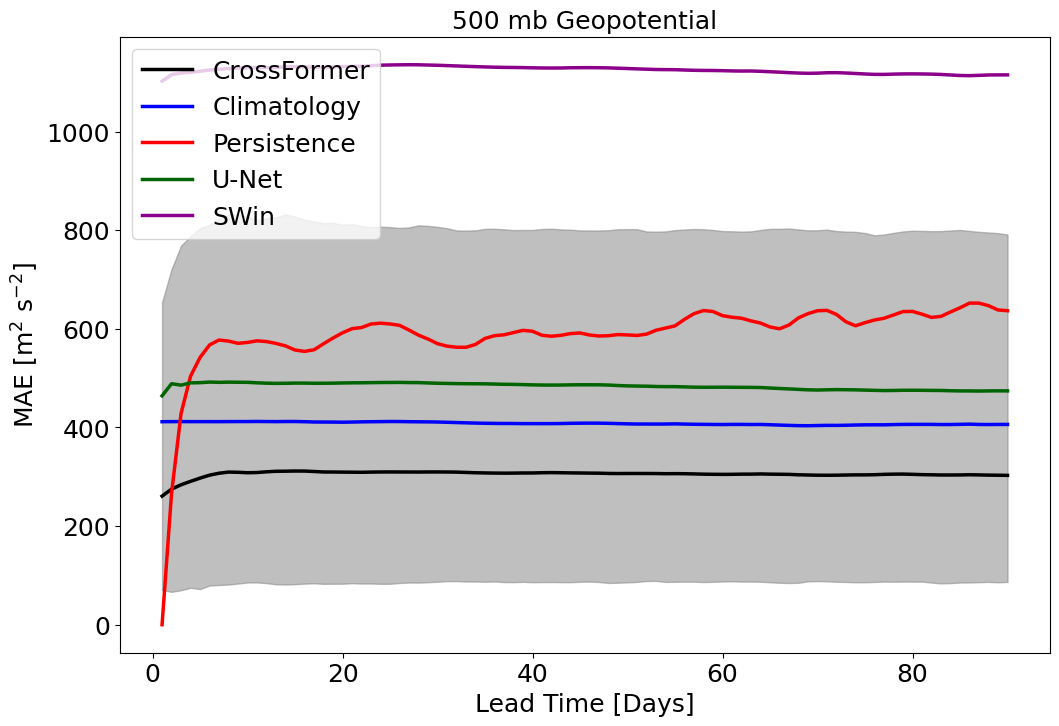 500 mb Geopotential
CrossFormer
Climatology
Persistence
U-Net
SWin
1000
800
600
400
200
0
MAE [m² s⁻²]
0 20 40 60 80
Lead Time [Days]